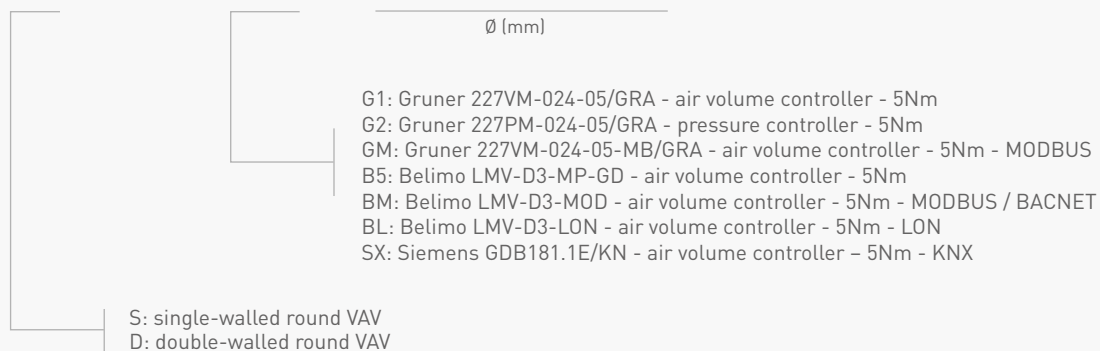 Ø (mm)
G1: Gruner 227VM-024-05/GRA - air volume controller - 5Nm
G2: Gruner 227PM-024-05/GRA - pressure controller - 5Nm
GM: Gruner 227VM-024-05-MB/GRA - air volume controller - 5Nm - MODBUS
B5: Belimo LMV-D3-MP-GD - air volume controller - 5Nm
BM: Belimo LMV-D3-MOD - air volume controller - 5Nm - MODBUS / BACNET
BL: Belimo LMV-D3-LON - air volume controller - 5Nm - LON
SX: Siemens GDB181.1E/KN - air volume controller – 5Nm - KNX
S: single-walled round VAV
D: double-walled round VAV